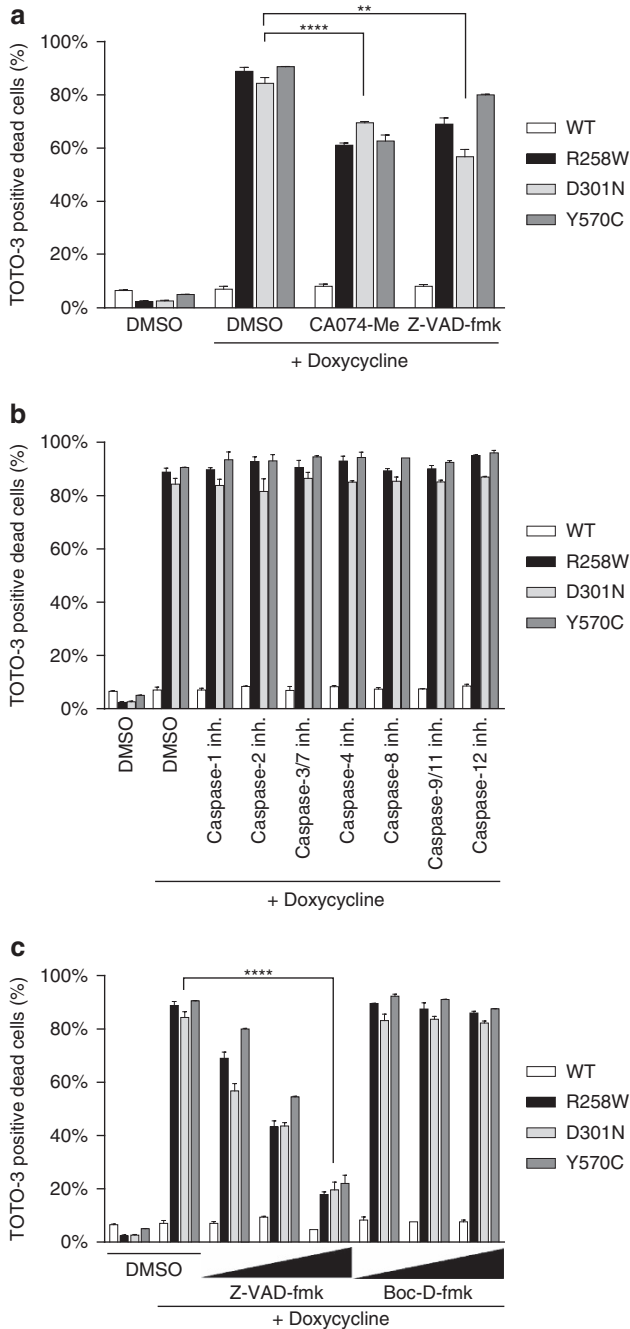 a
** 
****
100%
80%
60%
40%
20%
0%
TOTO-3 positive dead cells (%)
WT
R258W
D301N
Y570C
DMSO
DMSO
CA074-Me
Z-VAD-fmk
+ Doxycycline
b
100%
80%
60%
40%
20%
0%
TOTO-3 positive dead cells (%)
WT
R258W
D301N
Y570C
DMSO
DMSO
Caspase-1 inh.
Caspase-2 inh.
Caspase-3/7 inh.
Caspase-4 inh.
Caspase-8 inh.
Caspase-9/11 inh.
Caspase-12 inh.
+ Doxycycline
c
****
100%
80%
60%
40%
20%
0%
TOTO-3 positive dead cells (%)
WT
R258W
D301N
Y570C
DMSO
Z-VAD-fmk
Boc-D-fmk
+ Doxycycline